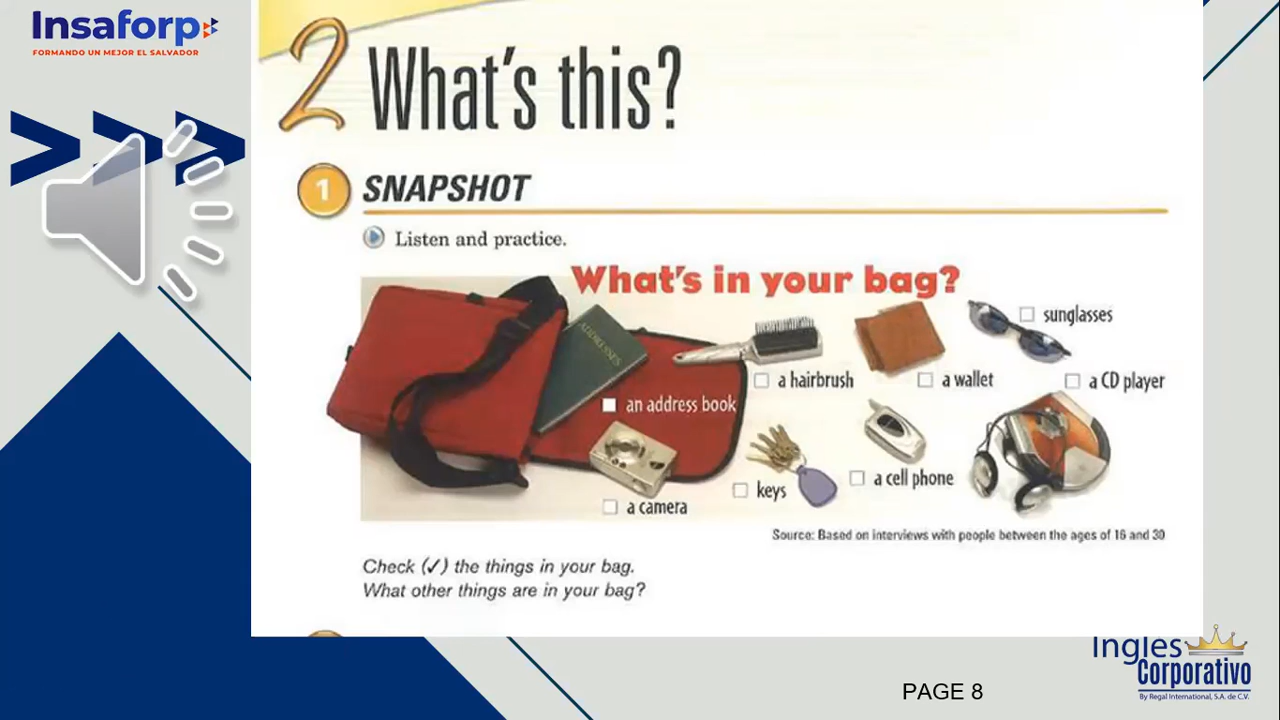 Insaforp
FORMANDO UN MEJOR EL SALVADOR
2 What's this?
1 SNAPSHOT
Listen and practice.
What's in your bag?
ADDRESSES
sunglasses
a hairbrush
a wallet
a CD player
an address book
a cell phone
keys
a camera
Source: Based on interviews with people between the ages of 16 and 30
Check (✓) the things in your bag.
What other things are in your bag?
Ingles
Corporativo
By Regal International, S.A. de C.V.
PAGE 8